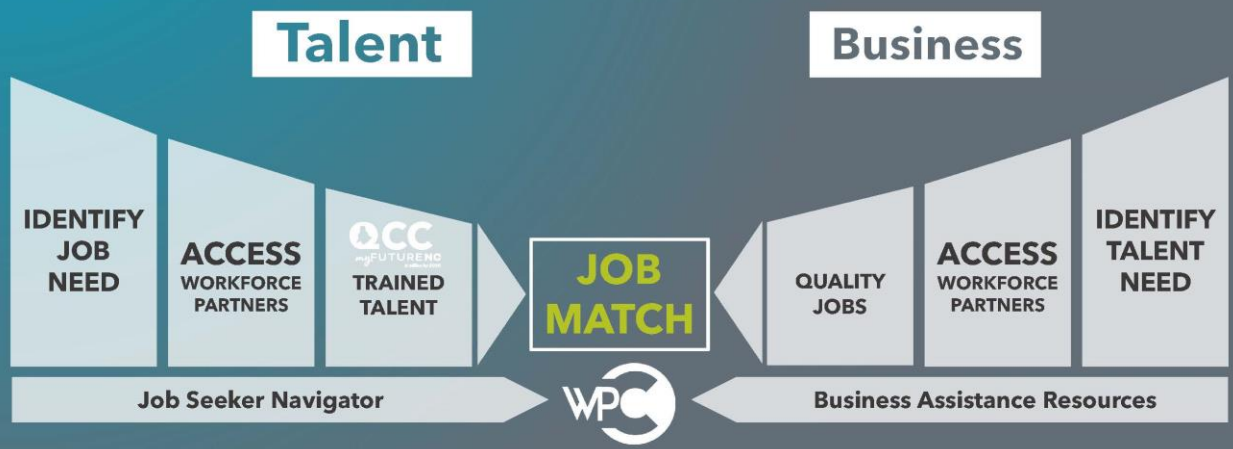 Talent
Business
IDENTIFY
JOB
NEED
ACCESS
WORKFORCE
PARTNERS
QCC
myFUTURENC
TRAINED
TALENT
JOB
MATCH
QUALITY
JOBS
ACCESS
WORKFORCE
PARTNERS
IDENTIFY
TALENT
NEED
Job Seeker Navigator
WPC
Business Assistance Resources